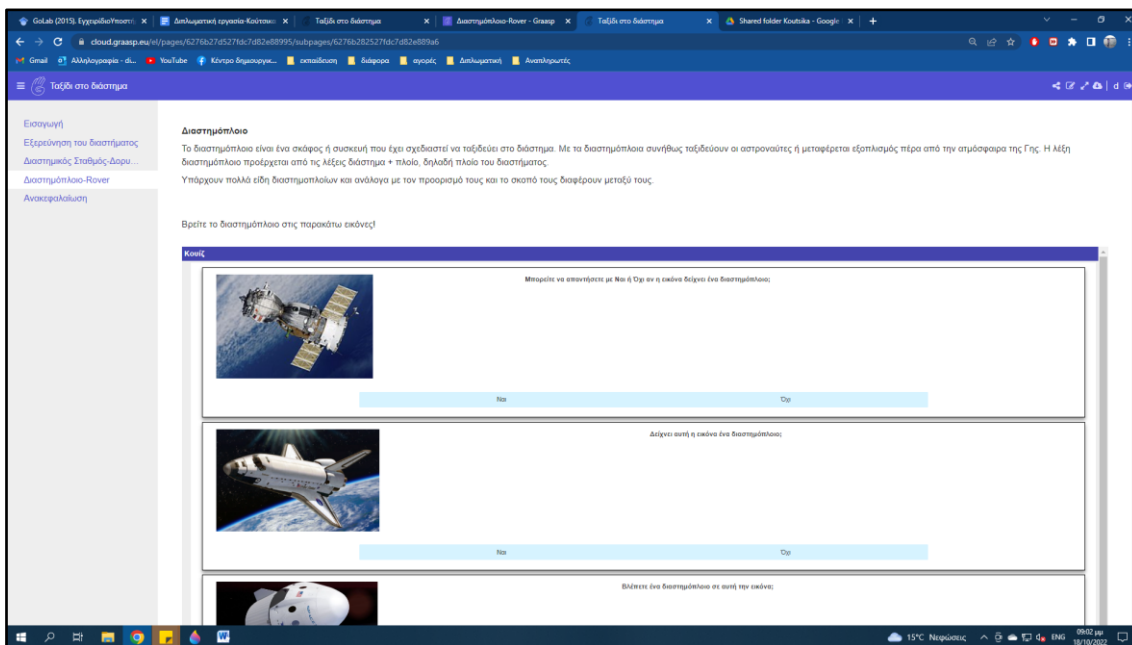 GoLab (2015). ΕγχειρίδιοΥποστή
Διπλωματική εργασία-Κούτσικα
Ταξίδι στο διάστημα
Διαστημόπλοιο-Rover - Graasp
Ταξίδι στο διάστημα
Shared folder Koutsika - Google
cloud.graasp.eu/el/pages/6276b27d527fdc7d82e88995/subpages/6276b282527fdc7d82e889a6
Gmail
Αλληλογραφία - di...
YouTube
Κέντρο δημιουργικ...
εκπαίδευση
διάφορα
αγορές
Διπλωματική
Αναπληρωτές
Ταξίδι στο διάστημα
d
Εισαγωγή
Εξερεύνηση του διαστήματος
Διαστημικός Σταθμός-Δορυ...
Διαστημόπλοιο-Rover
Ανακεφαλαίωση
Διαστημόπλοιο
Το διαστημόπλοιο είναι ένα σκάφος ή συσκευή που έχει σχεδιαστεί να ταξιδεύει στο διάστημα. Με τα διαστημόπλοια συνήθως ταξιδεύουν οι αστροναύτες ή μεταφέρεται εξοπλισμός πέρα από την ατμόσφαιρα της Γης. Η λέξη
διαστημόπλοιο προέρχεται από τις λέξεις διάστημα + πλοίο, δηλαδή πλοίο του διαστήματος.
Υπάρχουν πολλά είδη διαστημοπλοίων και ανάλογα με τον προορισμό τους και το σκοπό τους διαφέρουν μεταξύ τους.
Βρείτε το διαστημόπλοιο στις παρακάτω εικόνες!
Κουίζ
Μπορείτε να απαντήσετε με Ναι ή Όχι αν η εικόνα δείχνει ένα διαστημόπλοιο;
Ναι
Όχι
Δείχνει αυτή η εικόνα ένα διαστημόπλοιο;
Ναι
Όχι
Βλέπετε ένα διαστημόπλοιο σε αυτή την εικόνα;
15°C Νεφώσεις
ENG
09:02 μμ
18/10/2022